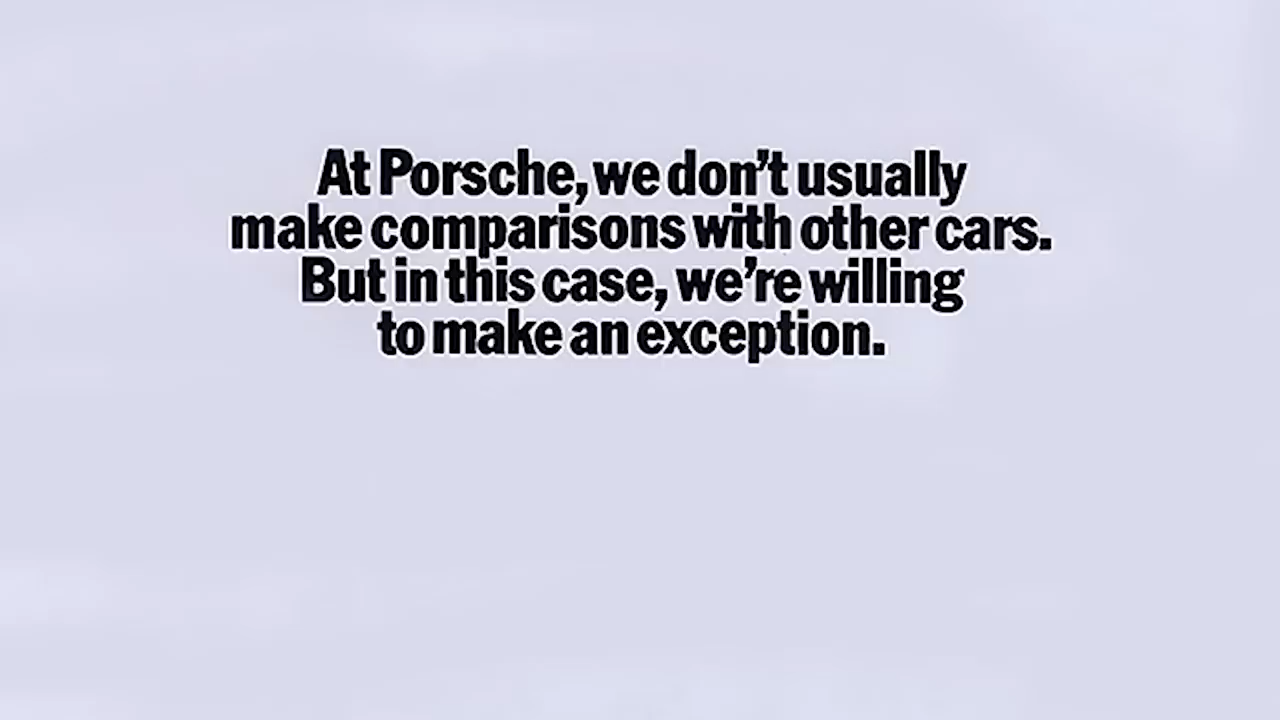 At Porsche, we don't usually
make comparisons with other cars.
But in this case, we're willing
to make an exception.